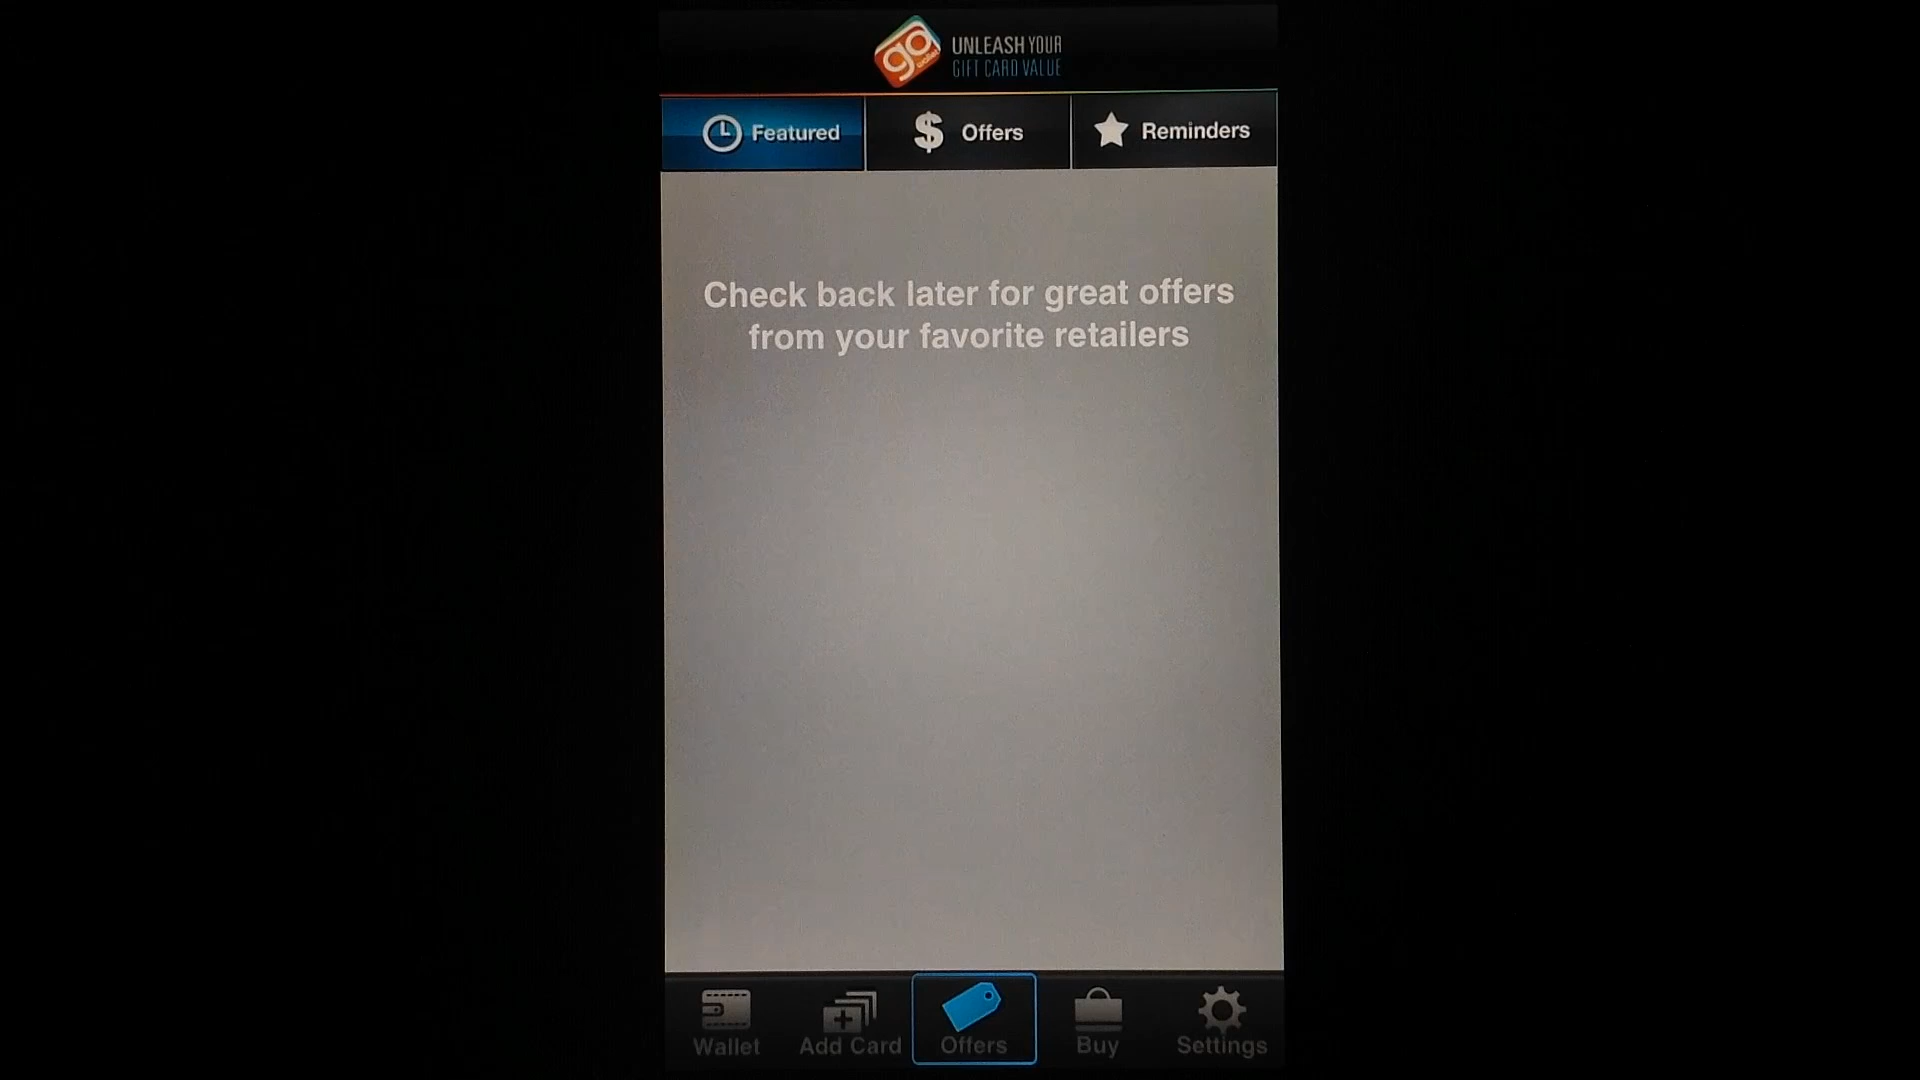 go
wallet
UNLEASH YOUR
GIFT CARD VALUE
Featured
Offers
Reminders
Check back later for great offers
from your favorite retailers
Wallet
Add Card
Offers
Buy
Settings